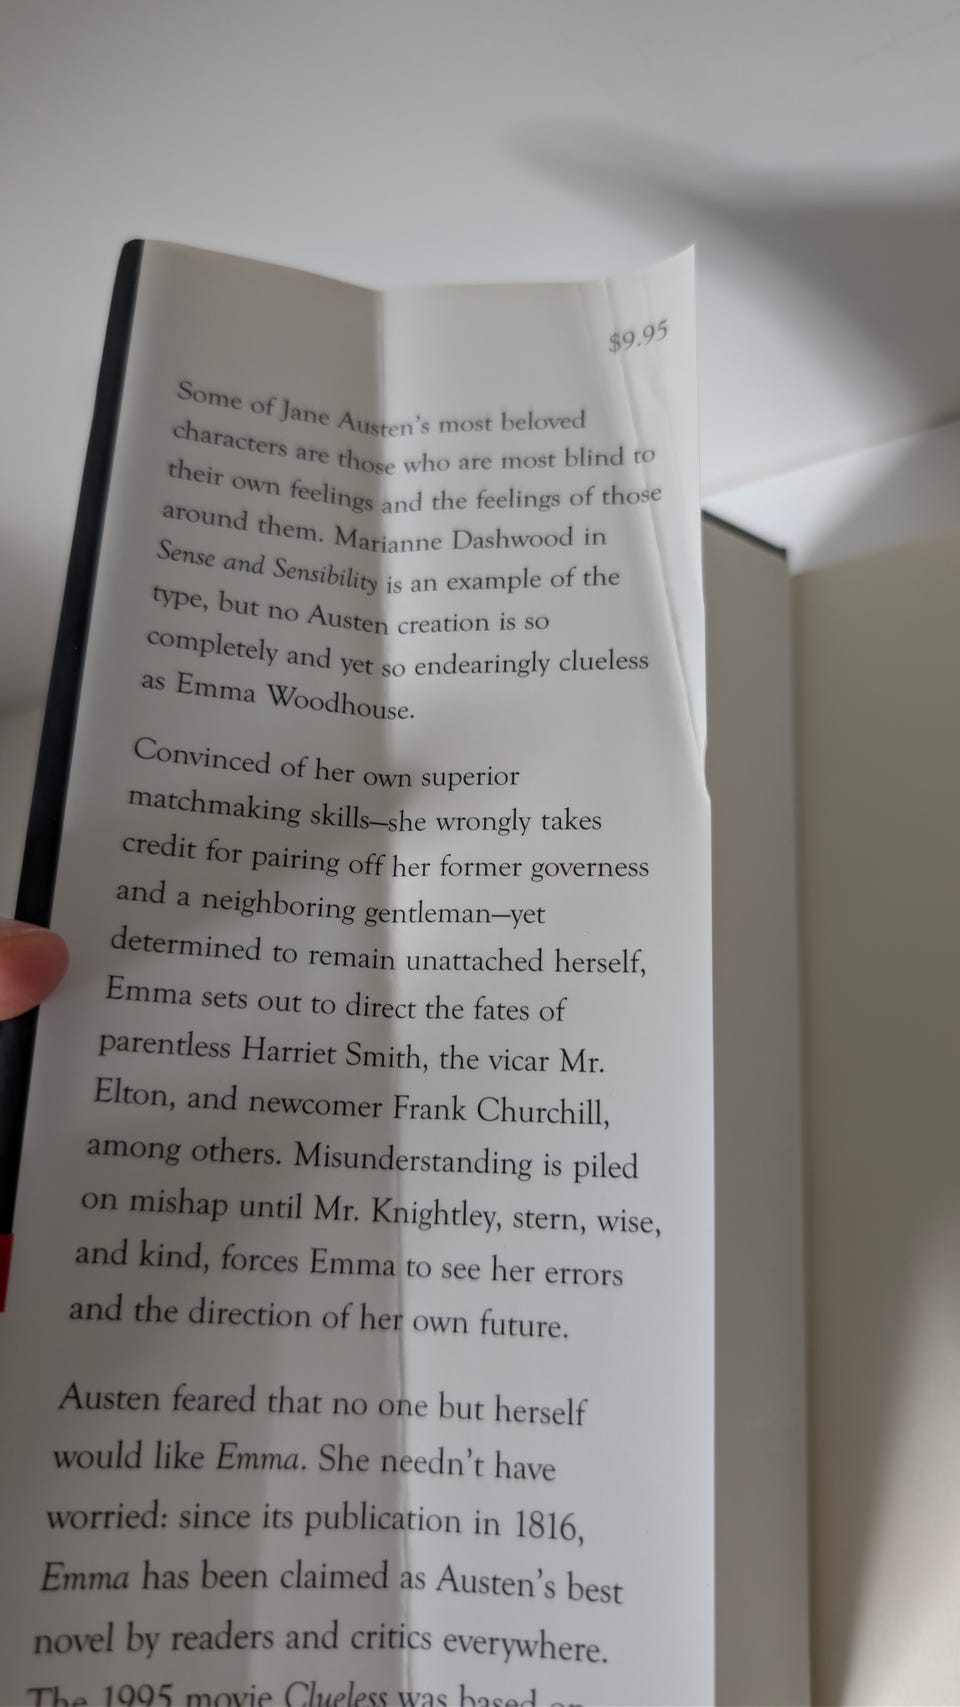 $9.95
Some of Jane Austen's most beloved
characters are those who are most blind to
their own feelings and the feelings of those
around them. Marianne Dashwood in
Sense and Sensibility is an example of the
type, but no Austen creation is so
completely and yet so endearingly clueless
as Emma Woodhouse.
Convinced of her own superior
matchmaking skills—she wrongly takes
credit for pairing off her former governess
and a neighboring gentleman—yet
determined to remain unattached herself,
Emma sets out to direct the fates of
parentless Harriet Smith, the vicar Mr.
Elton, and newcomer Frank Churchill,
among others. Misunderstanding is piled
on mishap until Mr. Knightley, stern, wise,
and kind, forces Emma to see her errors
and the direction of her own future.
Austen feared that no one but herself
would like Emma. She needn't have
worried: since its publication in 1816,
Emma has been claimed as Austen's best
novel by readers and critics everywhere.
The 1995 movie Clueless was based